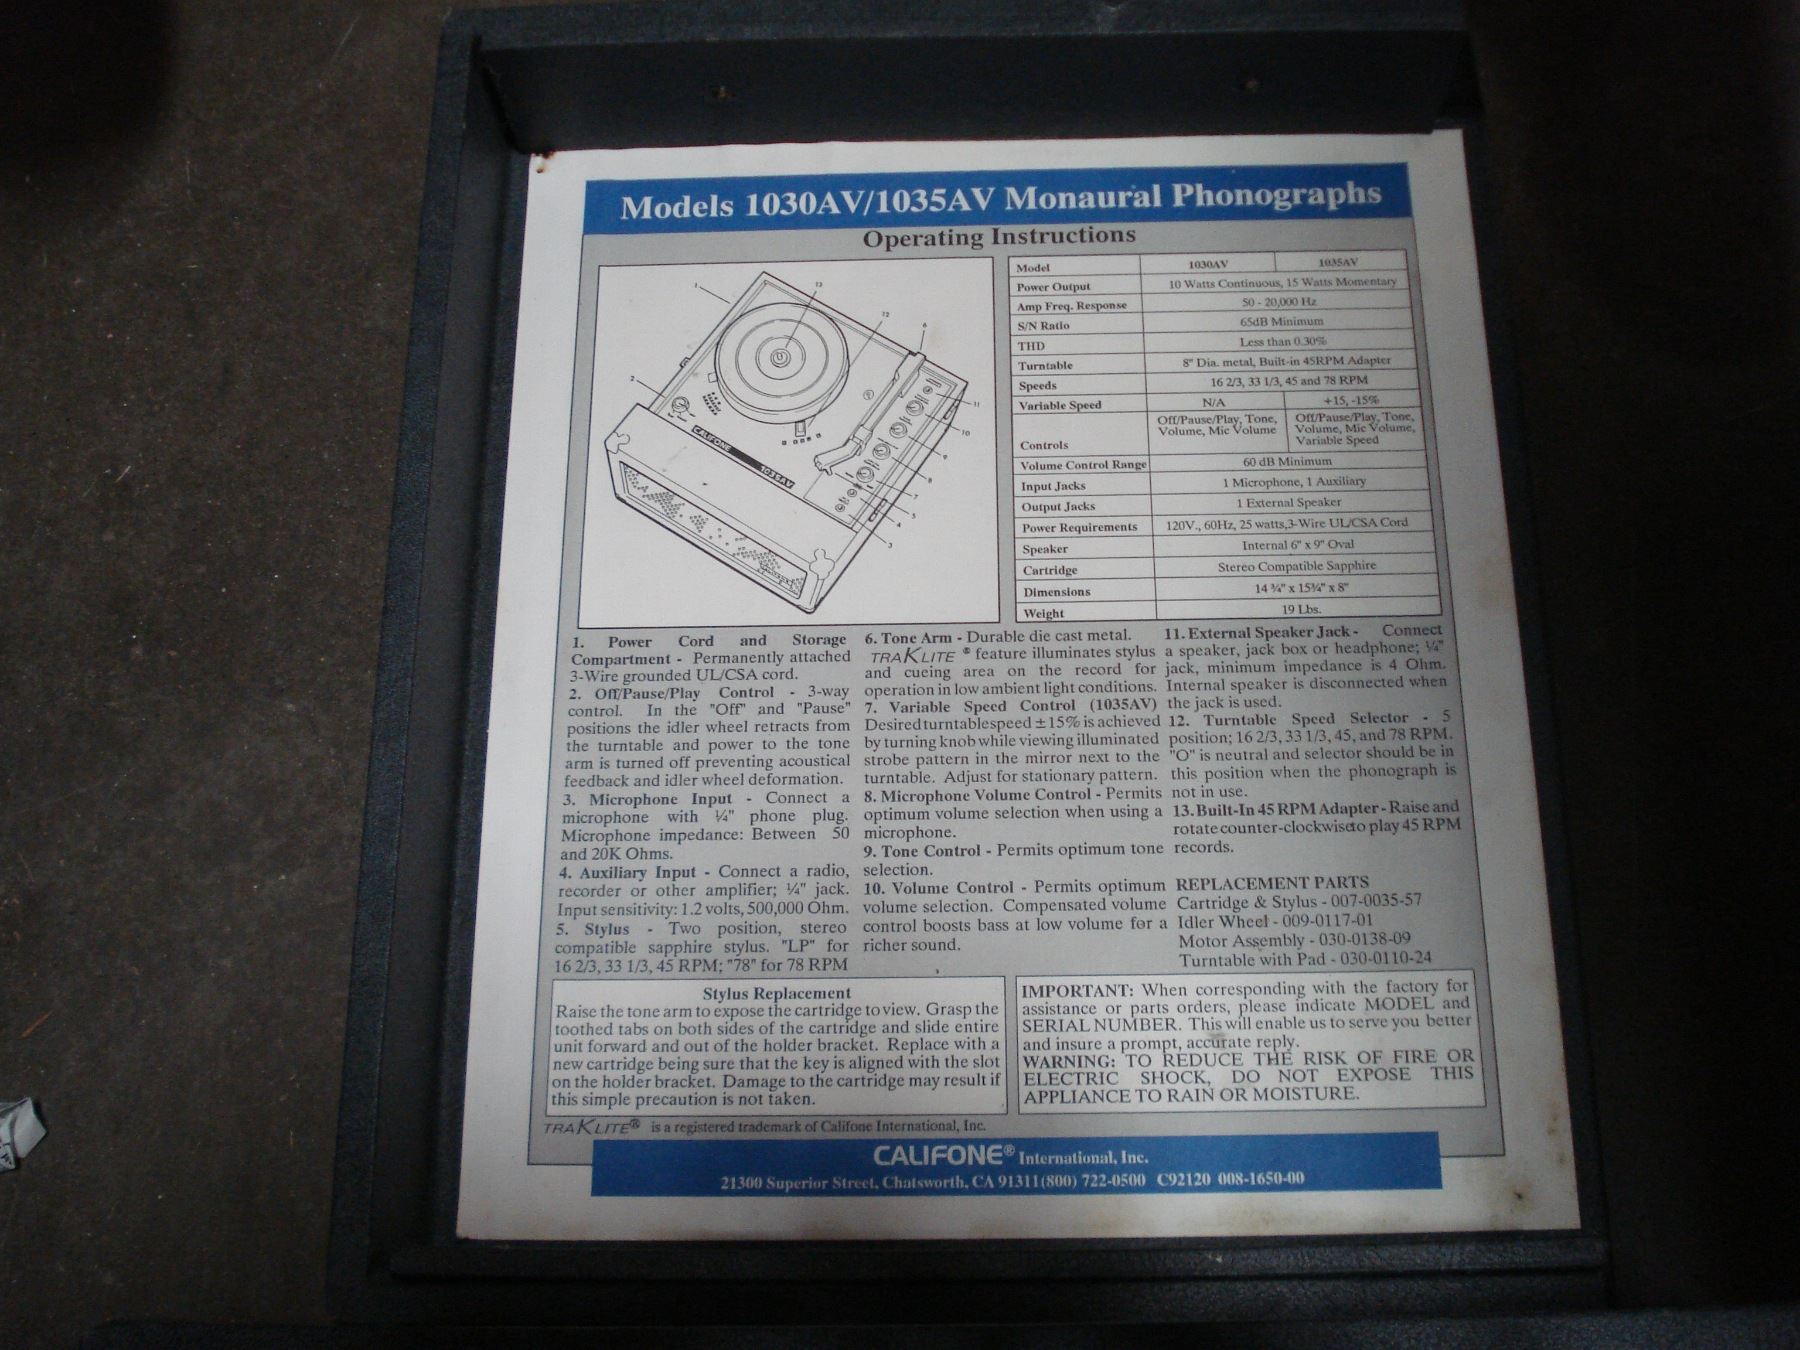 Models 1030AV/1035AV Monaural Phonographs
Operating Instructions
1
2
3
4
5
6
7
8
9
10
11
12
13
CALIFONE 1035AV
Model 1030AV 1035AV
Power Output 10 Watts Continuous, 15 Watts Momentary
Amp Freq. Response 50 - 20,000 Hz
S/N Ratio 65dB Minimum
THD Less than 0.30%
Turntable 8" Dia. metal, Built-in 45RPM Adapter
Speeds 16 2/3, 33 1/3, 45 and 78 RPM
Variable Speed N/A +15, -15%
Controls Off/Pause/Play, Tone, Off/Pause/Play, Tone,
Volume, Mic Volume Volume, Mic Volume,
Variable Speed
Volume Control Range 60 dB Minimum
Input Jacks 1 Microphone, 1 Auxiliary
Output Jacks 1 External Speaker
Power Requirements 120V., 60Hz, 25 watts,3-Wire UL/CSA Cord
Speaker Internal 6" x 9" Oval
Cartridge Stereo Compatible Sapphire
Dimensions 14 ¾" x 15¾" x 8"
Weight 19 Lbs.
1. Power Cord and Storage
Compartment - Permanently attached
3-Wire grounded UL/CSA cord.
2. Off/Pause/Play Control - 3-way
control. In the "Off" and "Pause"
positions the idler wheel retracts from
the turntable and power to the tone
arm is turned off preventing acoustical
feedback and idler wheel deformation.
3. Microphone Input - Connect a
microphone with ¼" phone plug.
Microphone impedance: Between 50
and 20K Ohms.
4. Auxiliary Input - Connect a radio,
recorder or other amplifier; ¼" jack.
Input sensitivity: 1.2 volts, 500,000 Ohm.
5. Stylus - Two position, stereo
compatible sapphire stylus. "LP" for
16 2/3, 33 1/3, 45 RPM; "78" for 78 RPM
6. Tone Arm - Durable die cast metal.
TRAKLITE ® feature illuminates stylus
and cueing area on the record for
operation in low ambient light conditions.
7. Variable Speed Control (1035AV)
Desired turntable speed ±15% is achieved
by turning knob while viewing illuminated
strobe pattern in the mirror next to the
turntable. Adjust for stationary pattern.
8. Microphone Volume Control - Permits
optimum volume selection when using a
microphone.
9. Tone Control - Permits optimum tone
selection.
10. Volume Control - Permits optimum
volume selection. Compensated volume
control boosts bass at low volume for a
richer sound.
11. External Speaker Jack - Connect
a speaker, jack box or headphone; ¼"
jack, minimum impedance is 4 Ohm.
Internal speaker is disconnected when
the jack is used.
12. Turntable Speed Selector - 5
position; 16 2/3, 33 1/3, 45, and 78 RPM.
"O" is neutral and selector should be in
this position when the phonograph is
not in use.
13. Built-In 45 RPM Adapter - Raise and
rotate counter-clockwise to play 45 RPM
records.
REPLACEMENT PARTS
Cartridge & Stylus - 007-0035-57
Idler Wheel - 009-0117-01
Motor Assembly - 030-0138-09
Turntable with Pad - 030-0110-24
Stylus Replacement
Raise the tone arm to expose the cartridge to view. Grasp the
toothed tabs on both sides of the cartridge and slide entire
unit forward and out of the holder bracket. Replace with a
new cartridge being sure that the key is aligned with the slot
on the holder bracket. Damage to the cartridge may result if
this simple precaution is not taken.
IMPORTANT: When corresponding with the factory for
assistance or parts orders, please indicate MODEL and
SERIAL NUMBER. This will enable us to serve you better
and insure a prompt, accurate reply.
WARNING: TO REDUCE THE RISK OF FIRE OR
ELECTRIC SHOCK, DO NOT EXPOSE THIS
APPLIANCE TO RAIN OR MOISTURE.
TRAKLITE® is a registered trademark of Califone International, Inc.
CALIFONE® International, Inc.
21300 Superior Street, Chatsworth, CA 91311(800) 722-0500 C92120 008-1650-00